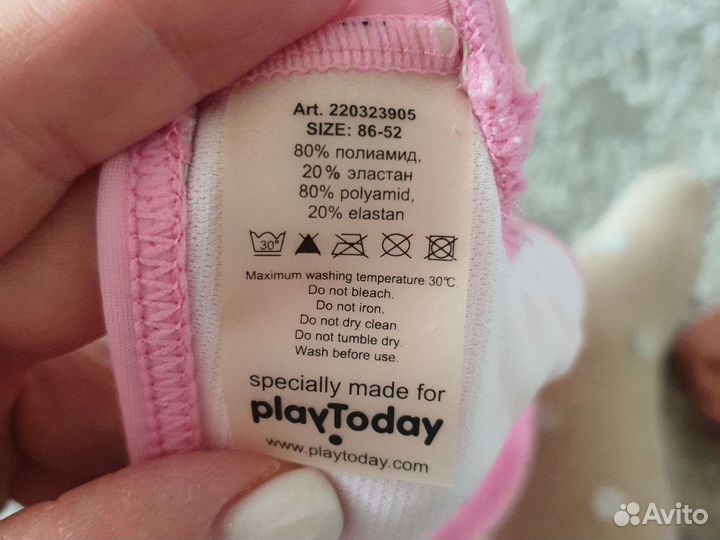 Art. 220323905
SIZE: 86-52
80% полиамид,
20% эластан
80% polyamid,
20% elastan
30°
Maximum washing temperature 30°C.
Do not bleach.
Do not iron.
Do not dry clean
Do not tumble dry.
Wash before use.
specially made for
playToday
www.playtoday.com
Avito